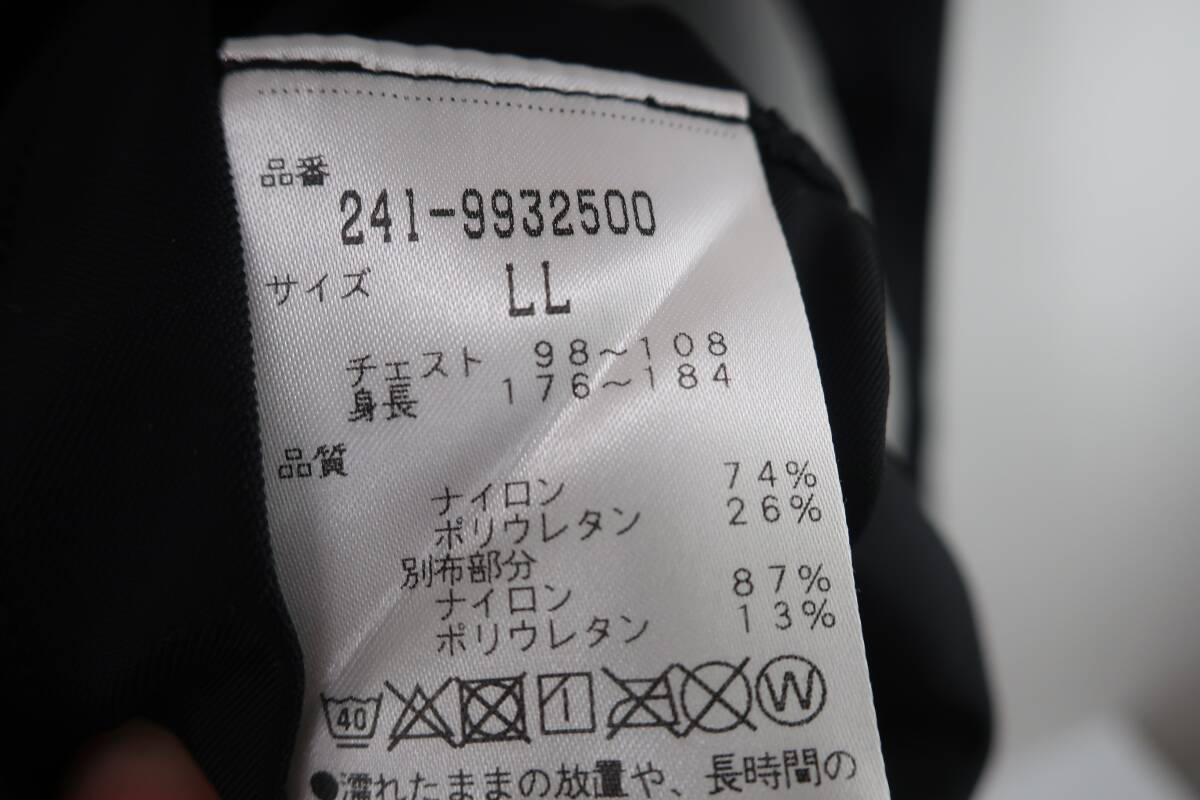 品番
241-9932500
サイズ LL
チェスト 98~108
身長 176~184
品質
ナイロン 74%
ポリウレタン 26%
別布部分
ナイロン 87%
ポリウレタン 13%
40 W
●濡れたままの放置や、長時間の